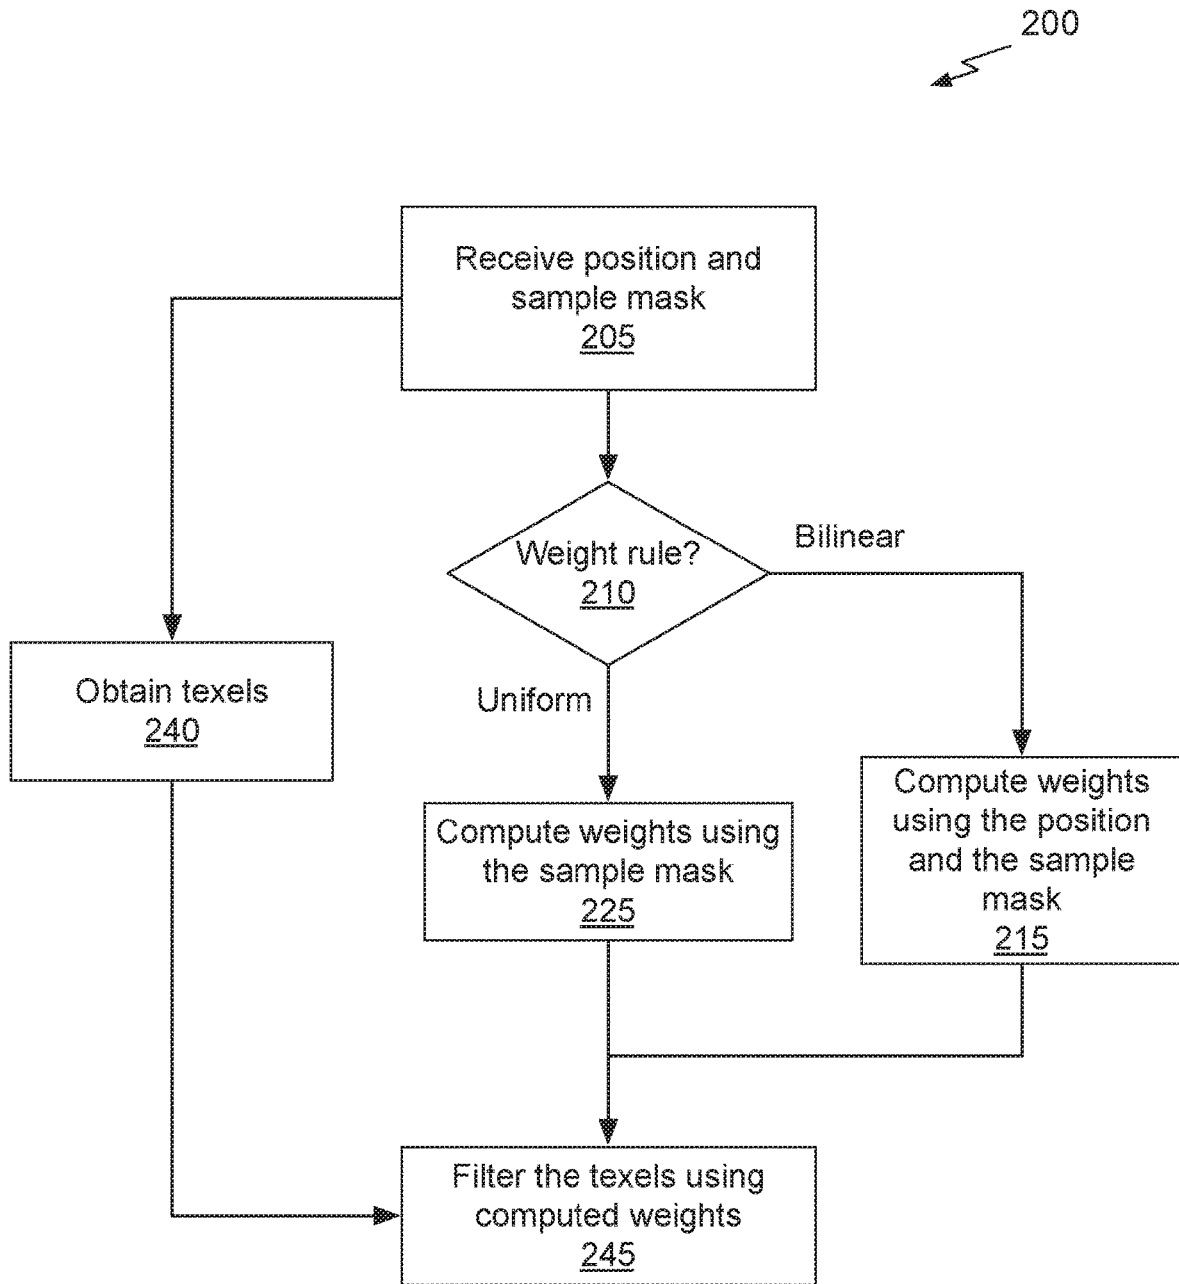 200
Receive position and
sample mask
205
Weight rule?
210
Bilinear
Uniform
Obtain texels
240
Compute weights using
the sample mask
225
Compute weights
using the position
and the sample
mask
215
Filter the texels using
computed weights
245